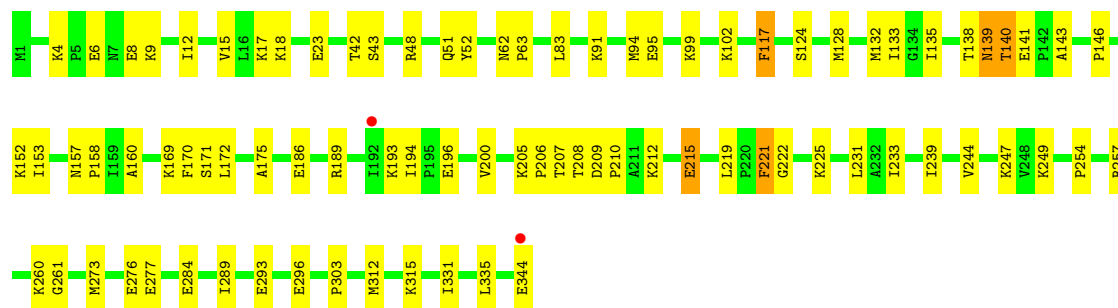 M1 K4 P5 E6 N7 E8 K9 I12 V15 L16 K17 K18 E23 T42 S43 R48 Q51 Y52 N62 P63 L83 K91 M94 E95 K99 K102 F117 S124 M128 M132 I133 G134 I135 T138 N139 T140 E141 P142 A143 P146
K152 I153 N157 P158 I159 A160 K169 F170 S171 L172 A175 E186 R189 I192 K193 I194 P195 E196 V200 K205 P206 T207 T208 D209 P210 A211 K212 E215 L219 P220 F221 G222 K225 L231 A232 I233 I239 V244 K247 V248 K249 P254
K260 G261 M273 E276 E277 E284 I289 E293 E296 P303 M312 K315 I331 L335 E344